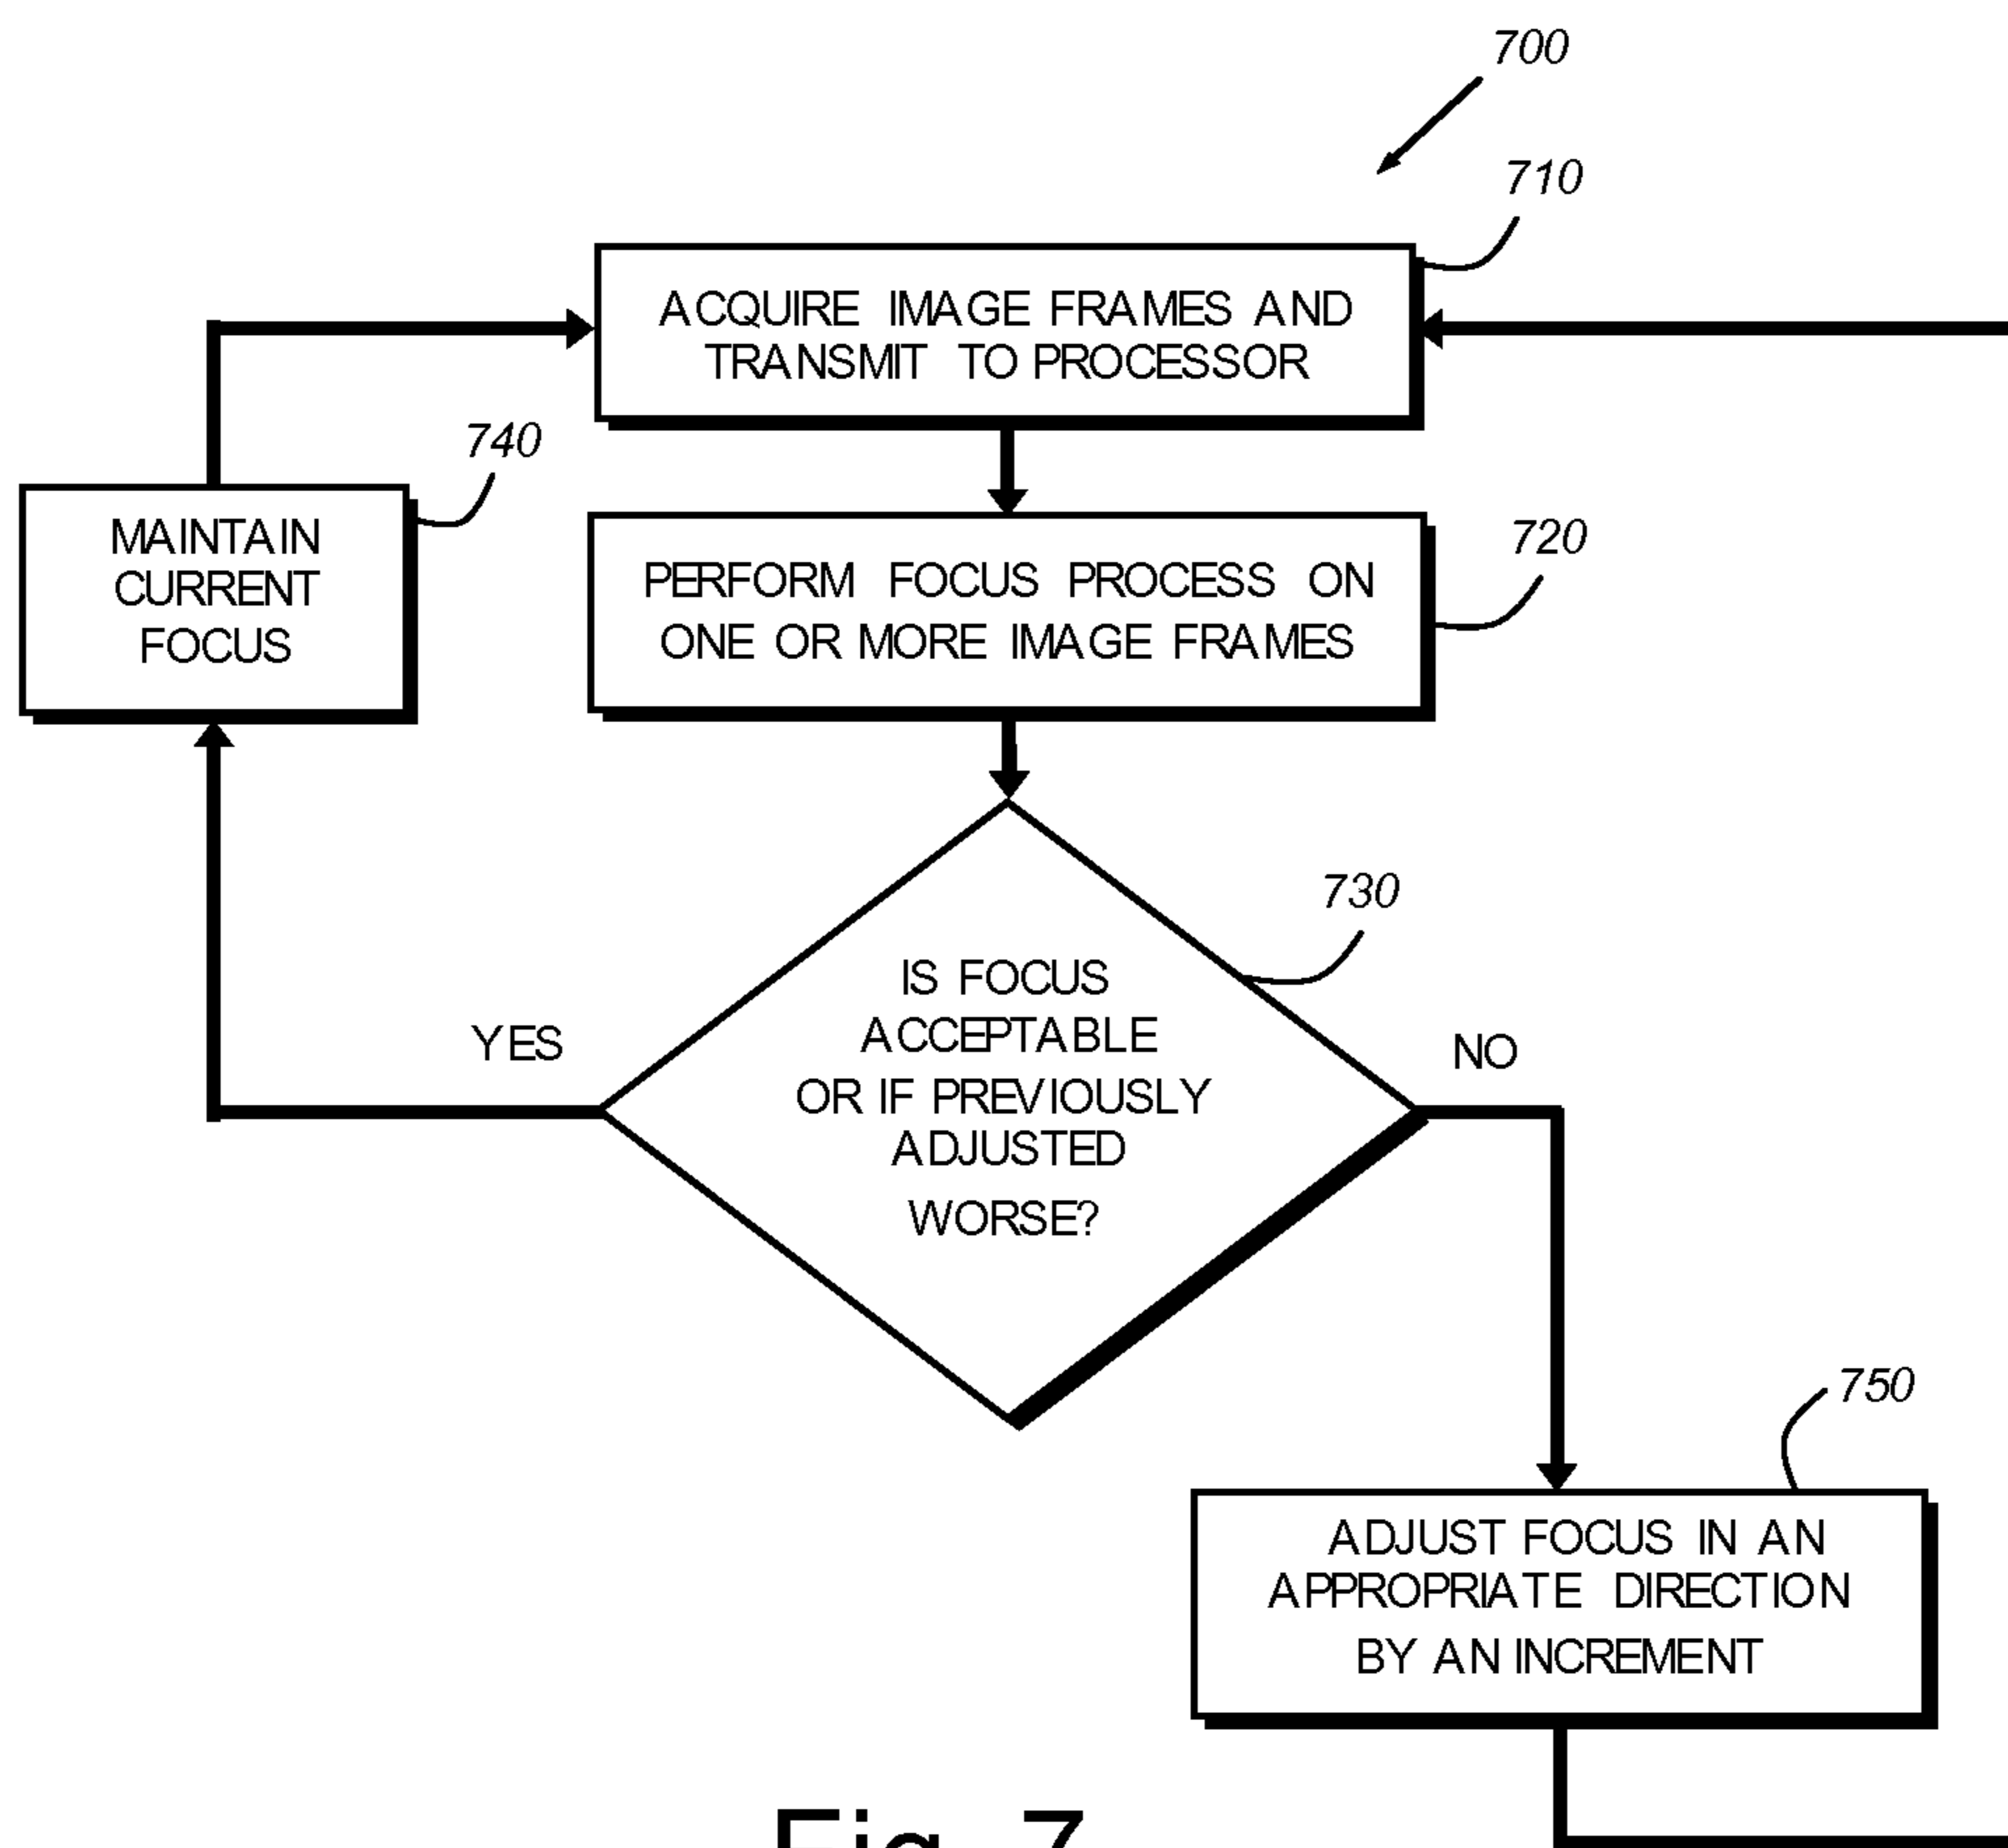 700
710
ACQUIRE IMAGE FRAMES AND
TRANSMIT TO PROCESSOR
740
MAINTAIN
CURRENT
FOCUS
720
PERFORM FOCUS PROCESS ON
ONE OR MORE IMAGE FRAMES
730
IS FOCUS
ACCEPTABLE
OR IF PREVIOUSLY
ADJUSTED
WORSE?
YES
NO
750
ADJUST FOCUS IN AN
APPROPRIATE DIRECTION
BY AN INCREMENT
Fig. 7